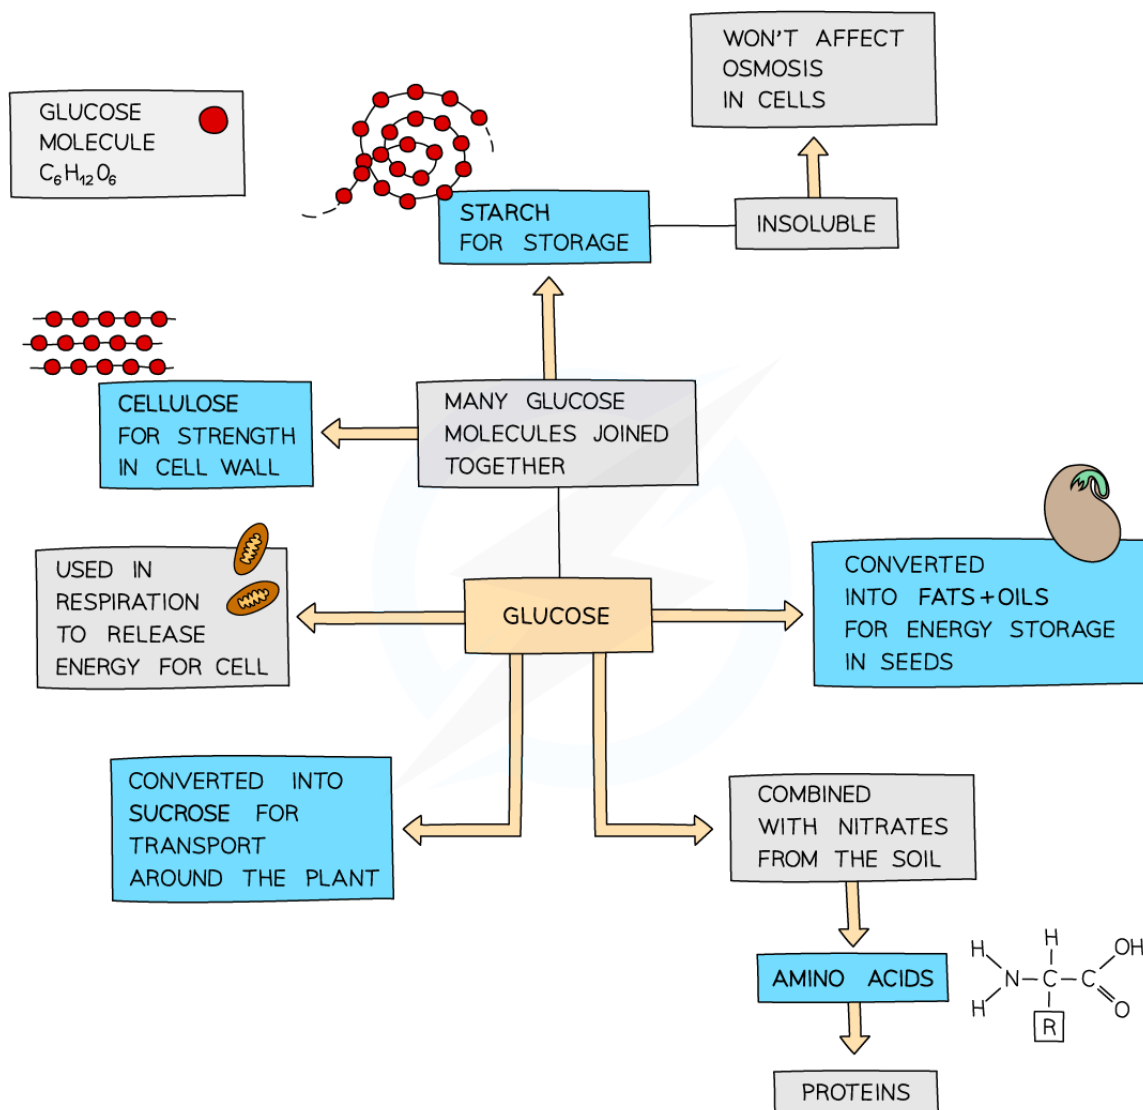 WON'T AFFECT
OSMOSIS
IN CELLS
GLUCOSE
MOLECULE
C₆H₁₂O₆
STARCH
FOR STORAGE
INSOLUBLE
CELLULOSE
FOR STRENGTH
IN CELL WALL
MANY GLUCOSE
MOLECULES JOINED
TOGETHER
USED IN
RESPIRATION
TO RELEASE
ENERGY FOR CELL
GLUCOSE
CONVERTED
INTO FATS+OILS
FOR ENERGY STORAGE
IN SEEDS
CONVERTED INTO
SUCROSE FOR
TRANSPORT
AROUND THE PLANT
COMBINED
WITH NITRATES
FROM THE SOIL
AMINO ACIDS
H H OH
N C C
H R O
PROTEINS